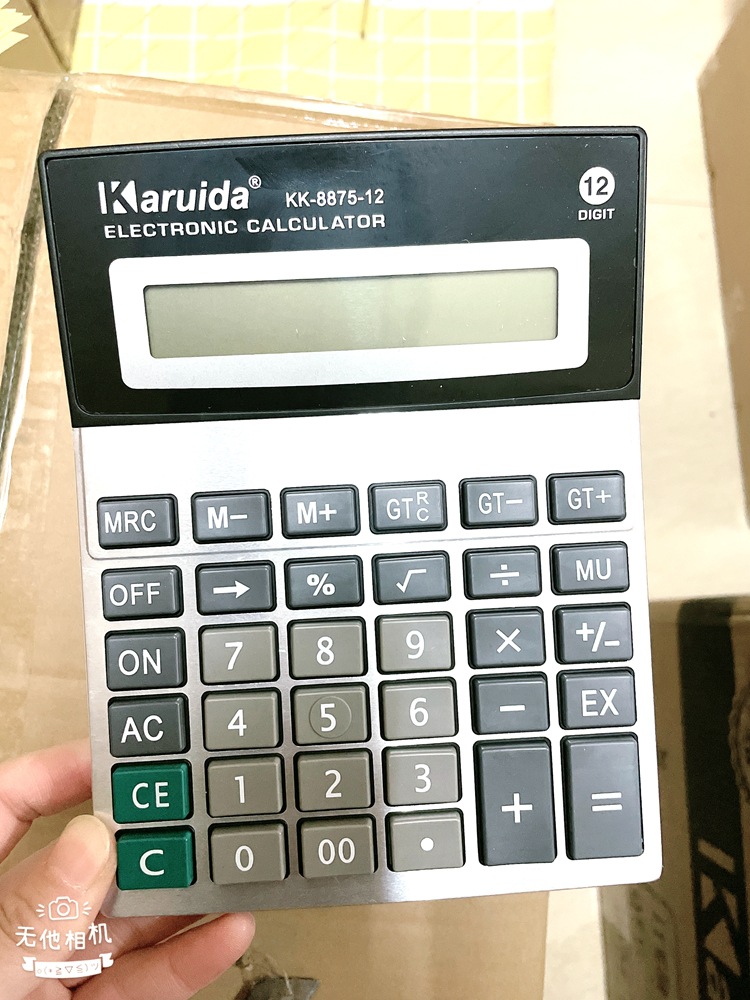 Karuida® KK-8875-12
ELECTRONIC CALCULATOR
12
DIGIT
MRC M− M+ GTRC GT− GT+
OFF → % √ ÷ MU
ON 7 8 9 × +/−
AC 4 5 6 − EX
CE 1 2 3 + =
C 0 00 •
无他相机